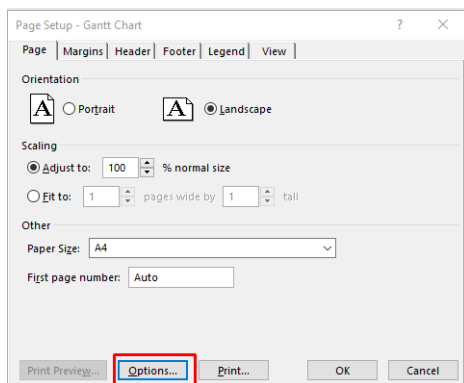 Page Setup - Gantt Chart ? ×
Page Margins Header Footer Legend View
Orientation
A Portrait A Landscape
Scaling
Adjust to: 100 % normal size
Fit to: 1 pages wide by 1 tall
Other
Paper Size: A4
First page number: Auto
Print Preview... Options... Print... OK Cancel